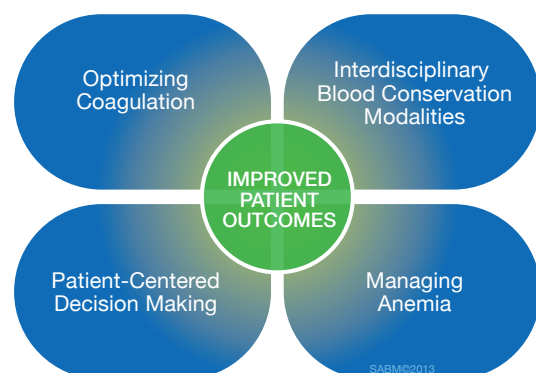 Optimizing
Coagulation
Interdisciplinary
Blood Conservation
Modalities
IMPROVED
PATIENT
OUTCOMES
Patient-Centered
Decision Making
Managing
Anemia
SABM©2013